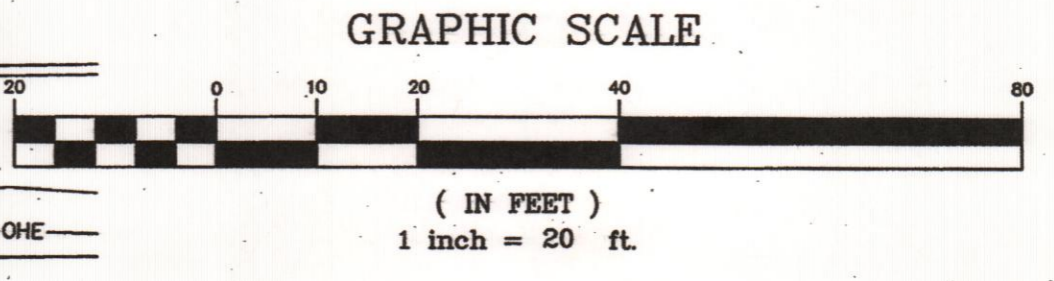 GRAPHIC SCALE
20 0 10 20 40 80
( IN FEET )
OHE
1 inch = 20 ft.